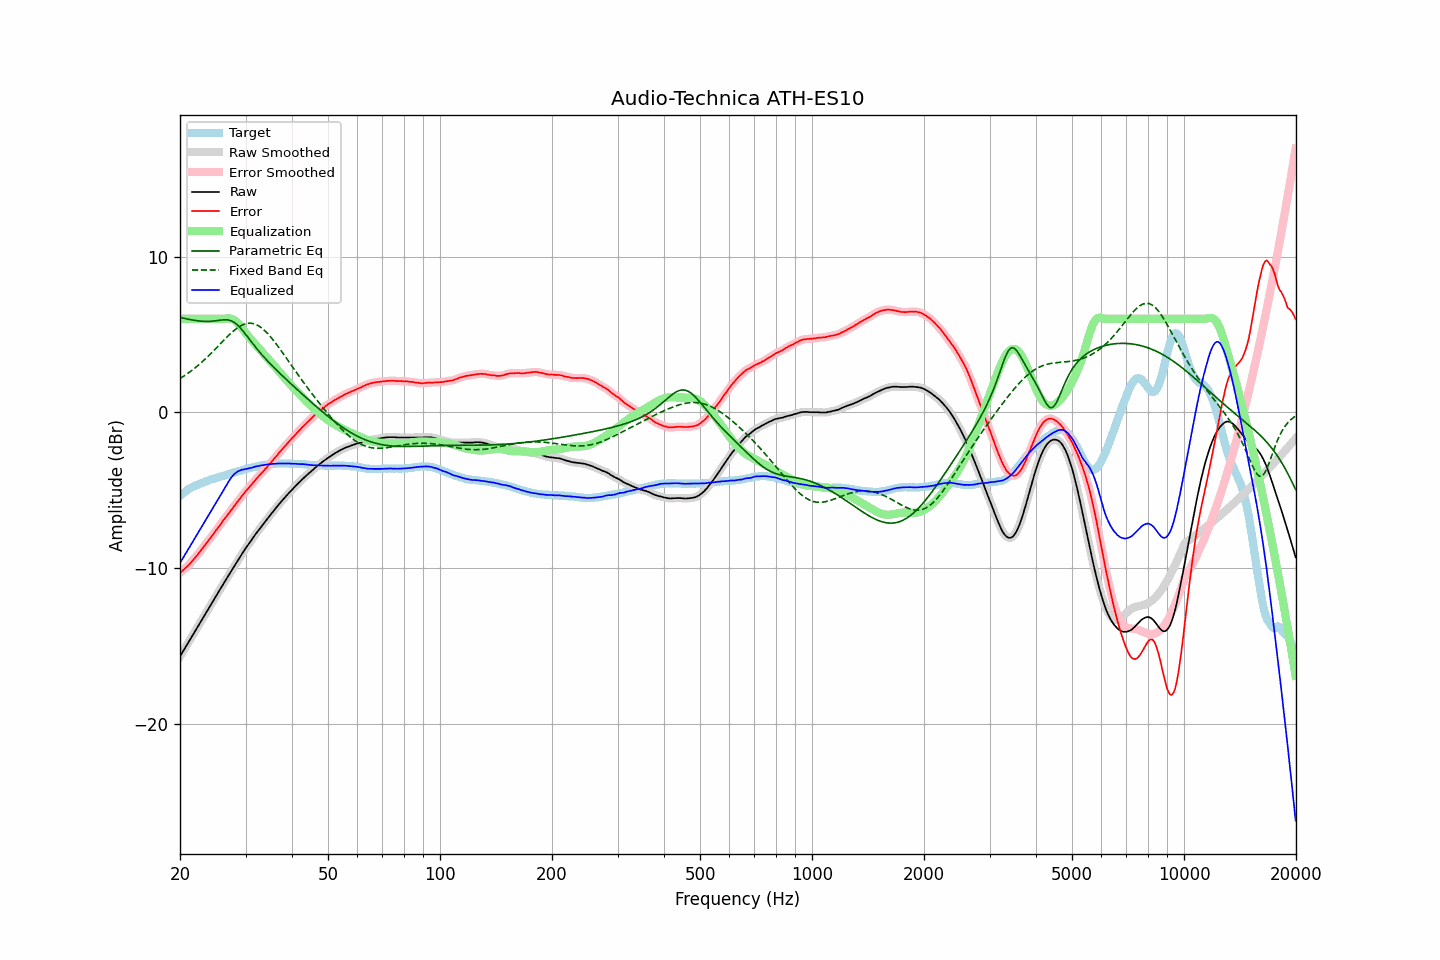 Audio-Technica ATH-ES10
Target
Raw Smoothed
Error Smoothed
Raw
Error
Equalization
Parametric Eq
Fixed Band Eq
Equalized
10
0
−10
−20
Amplitude (dBr)
20 50 100 200 500 1000 2000 5000 10000 20000
Frequency (Hz)